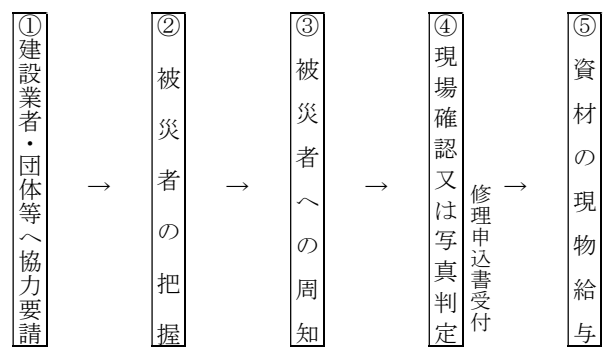 ①建設業者・団体等へ協力要請
→
②被災者の把握
→
③被災者への周知
→
④現場確認又は写真判定
修理申込書受付
→
⑤資材の現物給与